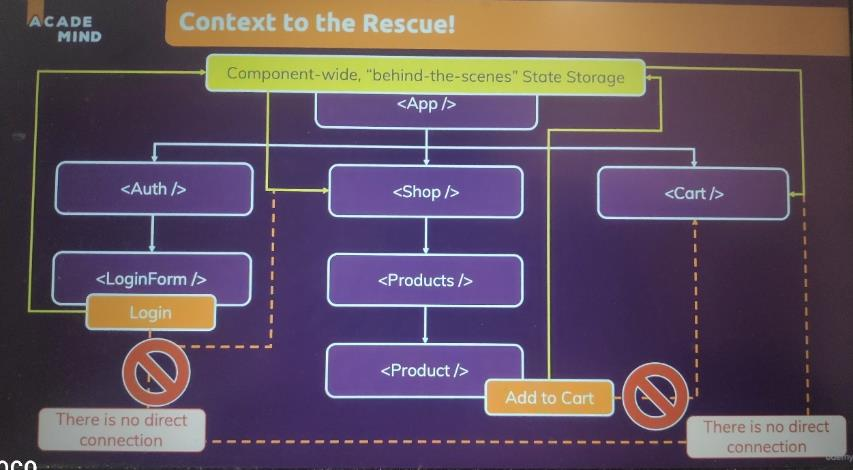 ACADE
MIND
Context to the Rescue!
Component-wide, “behind-the-scenes” State Storage
<App />
<Auth />
<Shop />
<Cart />
<LoginForm />
<Products />
Login
<Product />
Add to Cart
There is no direct
connection
There is no direct
connection
udemy